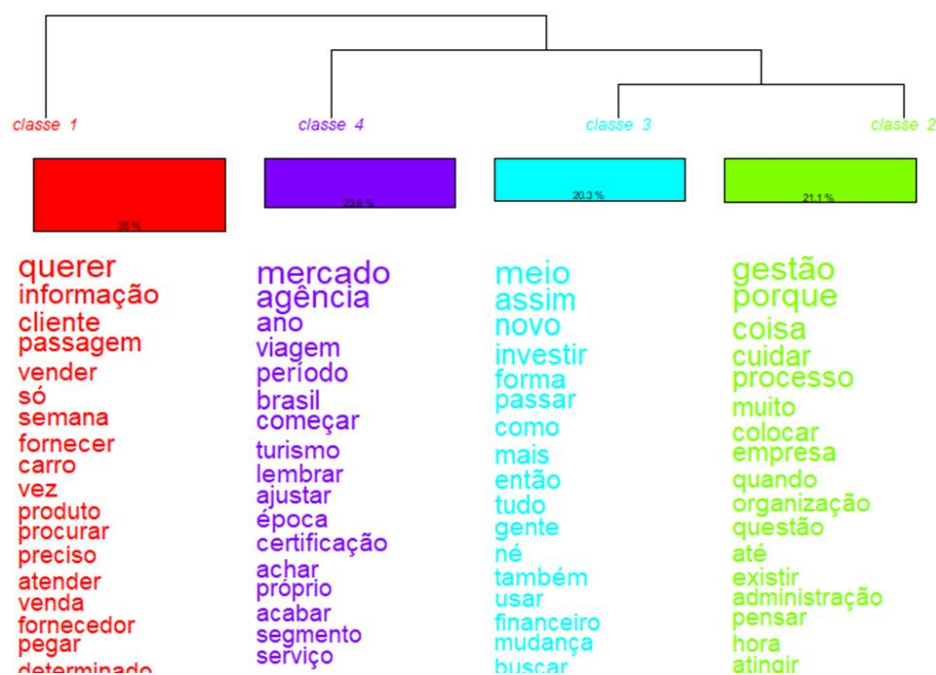 classe 1
classe 4
classe 3
classe 2
35 %
23.6 %
20.3 %
21.1 %
querer
informação
cliente
passagem
vender
só
semana
fornecer
carro
vez
produto
procurar
preciso
atender
venda
fornecedor
pegar
determinado
mercado
agência
ano
viagem
período
brasil
começar
turismo
lembrar
ajustar
época
certificação
achar
próprio
acabar
segmento
serviço
meio
assim
novo
investir
forma
passar
como
mais
então
tudo
gente
né
também
usar
financeiro
mudança
buscar
gestão
porque
coisa
cuidar
processo
muito
colocar
empresa
quando
organização
questão
até
existir
administração
pensar
hora
atingir